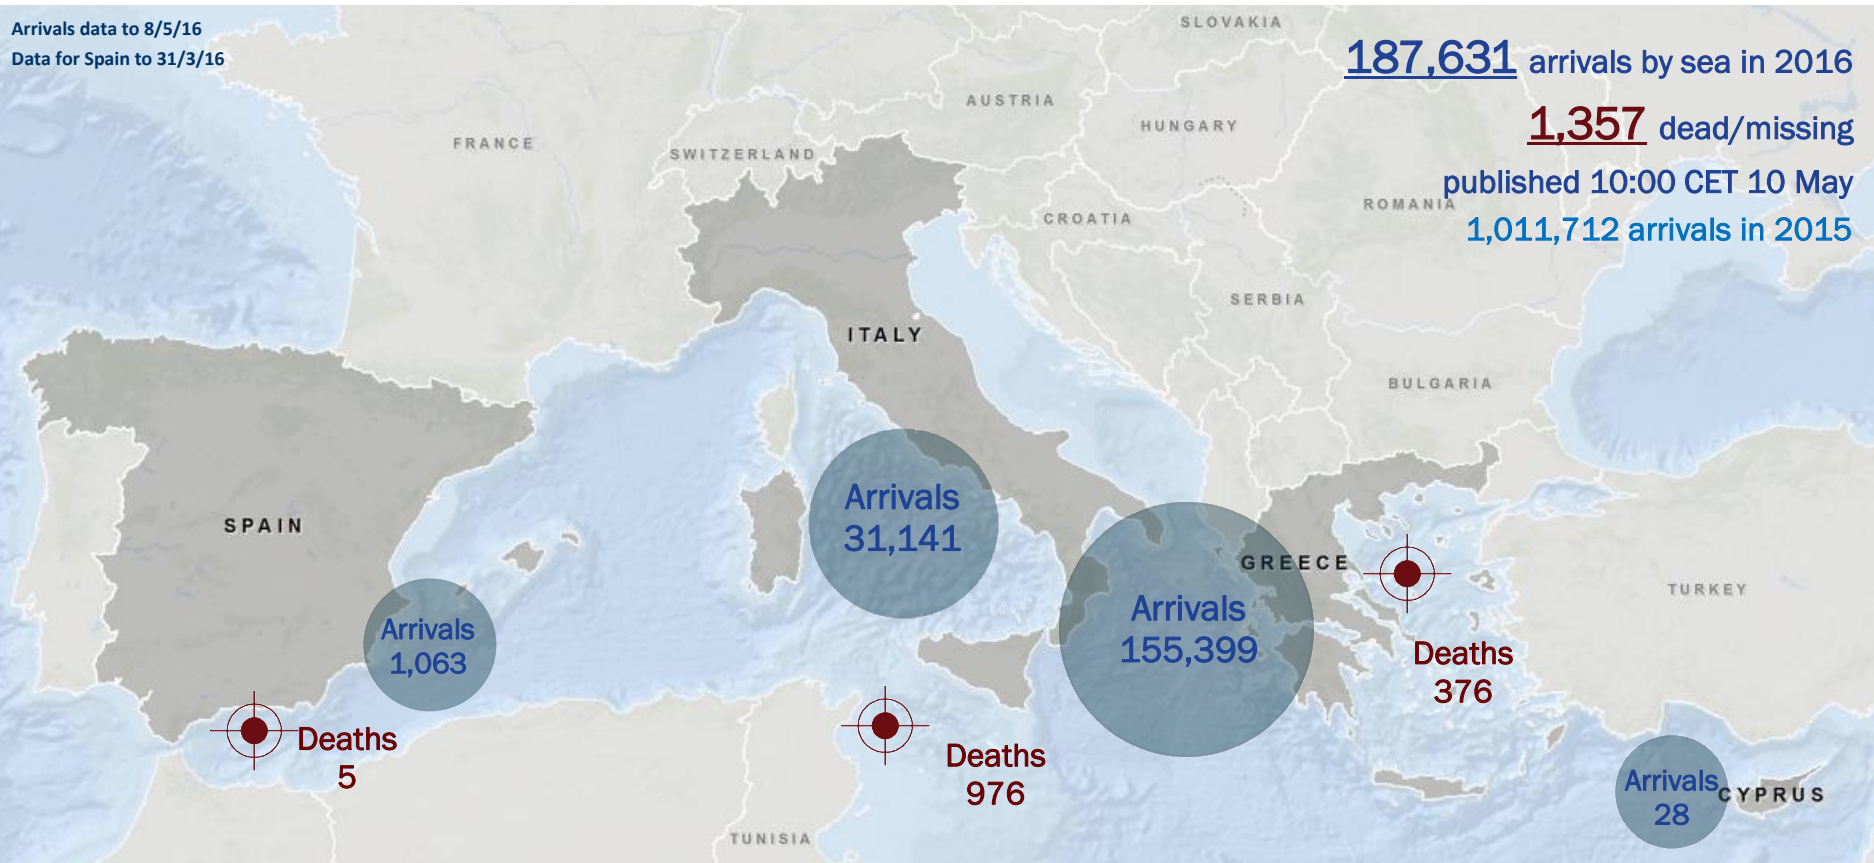 Arrivals data to 8/5/16
Data for Spain to 31/3/16
187,631 arrivals by sea in 2016
1,357 dead/missing
published 10:00 CET 10 May
1,011,712 arrivals in 2015
SLOVAKIA
AUSTRIA
HUNGARY
FRANCE
SWITZERLAND
ROMANIA
CROATIA
SERBIA
ITALY
BULGARIA
SPAIN
Arrivals
31,141
GREECE
TURKEY
Arrivals
155,399
Arrivals
1,063
Deaths
376
Deaths
5
Deaths
976
Arrivals
28
CYPRUS
TUNISIA